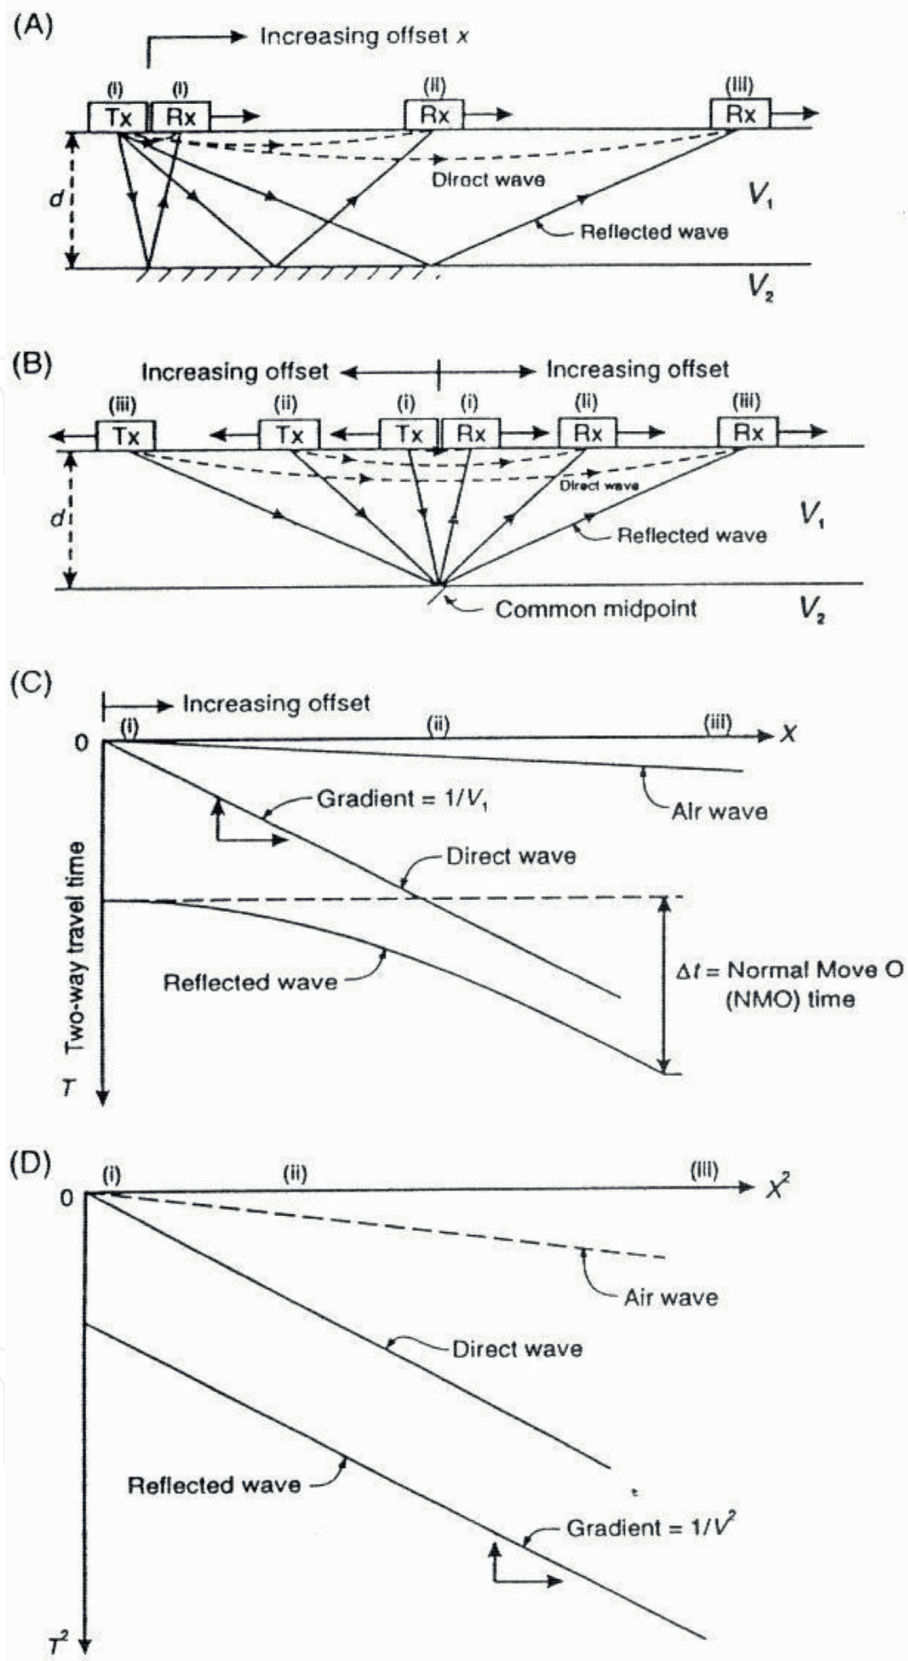 (A)
Increasing offset x
(i) (i) (ii) (iii)
Tx Rx Rx Rx
d
Direct wave
V₁
Reflected wave
V₂
(B)
Increasing offset Increasing offset
(iii) (ii) (i) (i) (ii) (iii)
Tx Tx Tx Rx Rx Rx
d
Direct wave
V₁
Reflected wave
Common midpoint
V₂
(C)
Increasing offset
(i) (ii) (iii)
0 X
Gradient = 1/V₁
Air wave
Direct wave
Two-way travel time
Reflected wave
Δt = Normal Move O
(NMO) time
T
(D)
(i) (ii) (iii)
0 X²
Air wave
Direct wave
Reflected wave
Gradient = 1/V²
T²